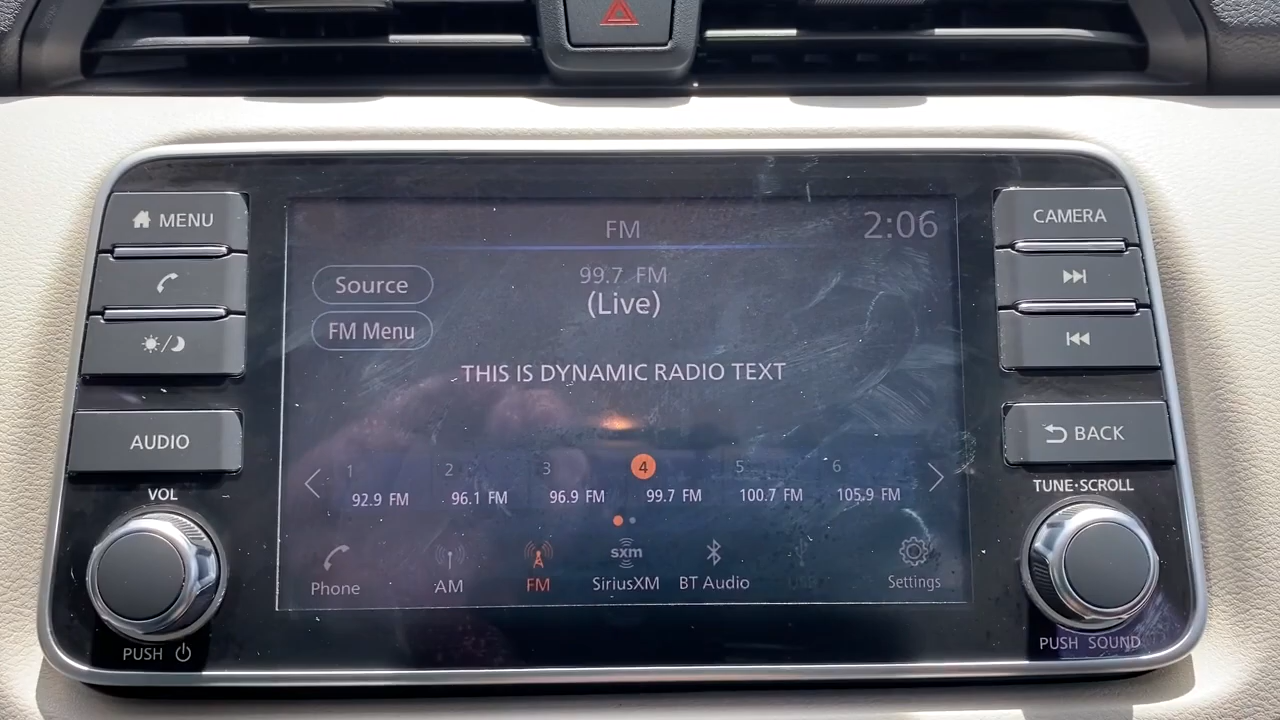 MENU
CAMERA
FM
2:06
Source
99.7 FM
(Live)
FM Menu
THIS IS DYNAMIC RADIO TEXT
AUDIO
BACK
VOL
TUNE·SCROLL
1 2 3 4 5 6
92.9 FM 96.1 FM 96.9 FM 99.7 FM 100.7 FM 105.9 FM
sxm
Phone AM FM SiriusXM BT Audio Settings
PUSH
PUSH SOUND